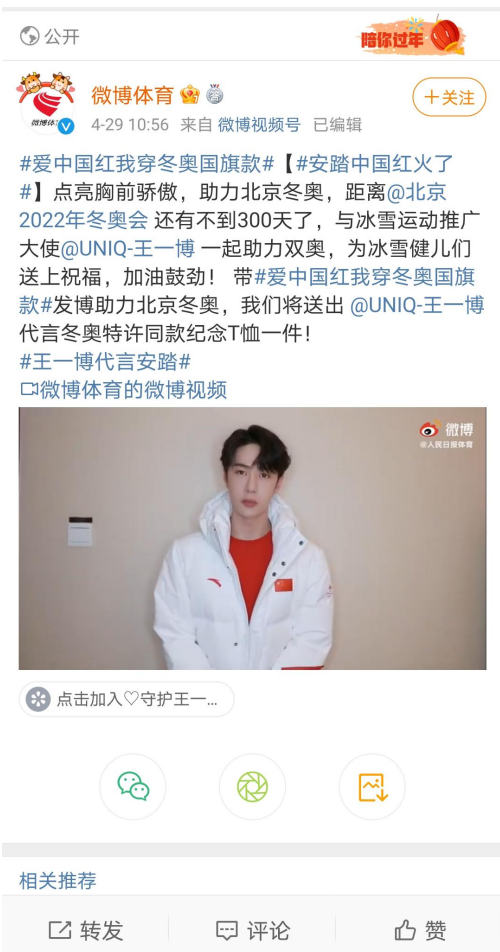 公开
陪你过年
微博体育
4-29 10:56 来自 微博视频号 已编辑
+关注
#爱中国红我穿冬奥国旗款#【#安踏中国红火了
#】点亮胸前骄傲，助力北京冬奥，距离@北京
2022年冬奥会 还有不到300天了，与冰雪运动推广
大使@UNIQ-王一博 一起助力双奥，为冰雪健儿们
送上祝福，加油鼓劲！ 带#爱中国红我穿冬奥国旗
款#发博助力北京冬奥，我们将送出 @UNIQ-王一博
代言冬奥特许同款纪念T恤一件！
#王一博代言安踏#
微博体育的微博视频
微博
@人民日报体育
点击加入♡守护王一...
相关推荐
转发
评论
赞